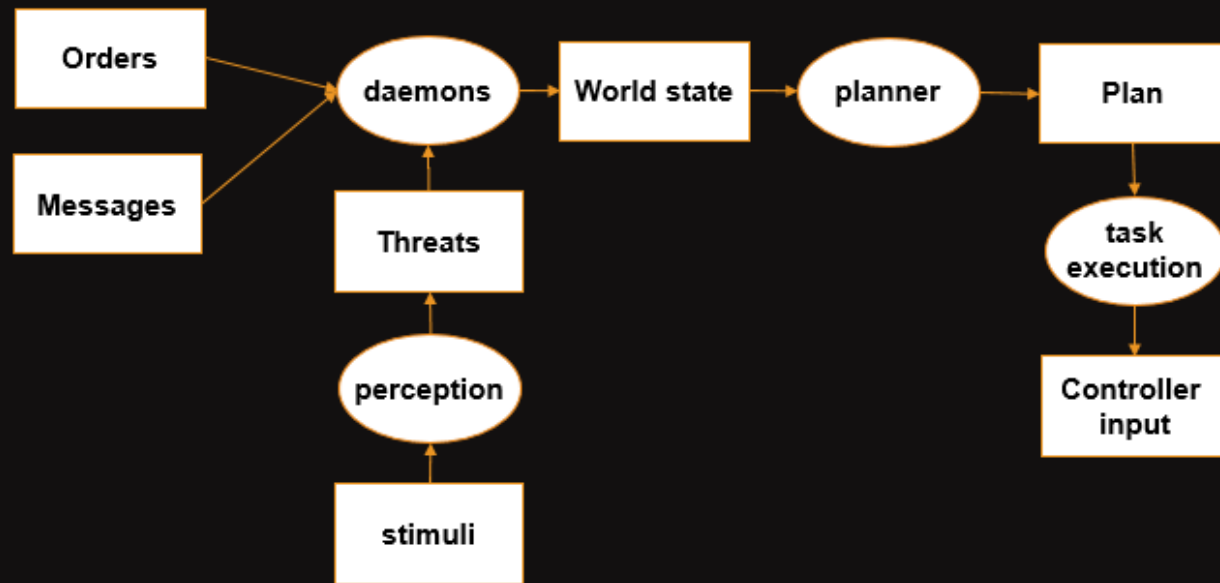 Orders
daemons
World state
planner
Plan
Messages
Threats
task
execution
perception
Controller
input
stimuli